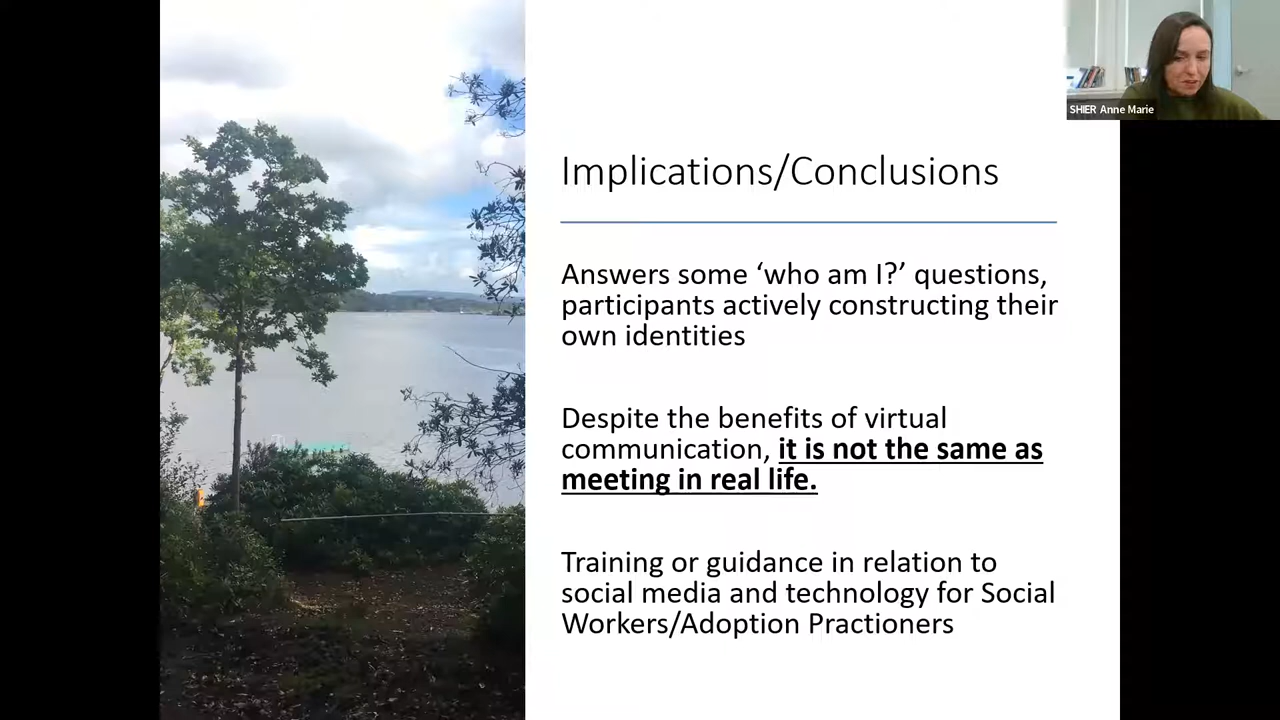 SHIER Anne Marie
Implications/Conclusions
Answers some ‘who am I?’ questions,
participants actively constructing their
own identities
Despite the benefits of virtual
communication, it is not the same as
meeting in real life.
Training or guidance in relation to
social media and technology for Social
Workers/Adoption Practioners